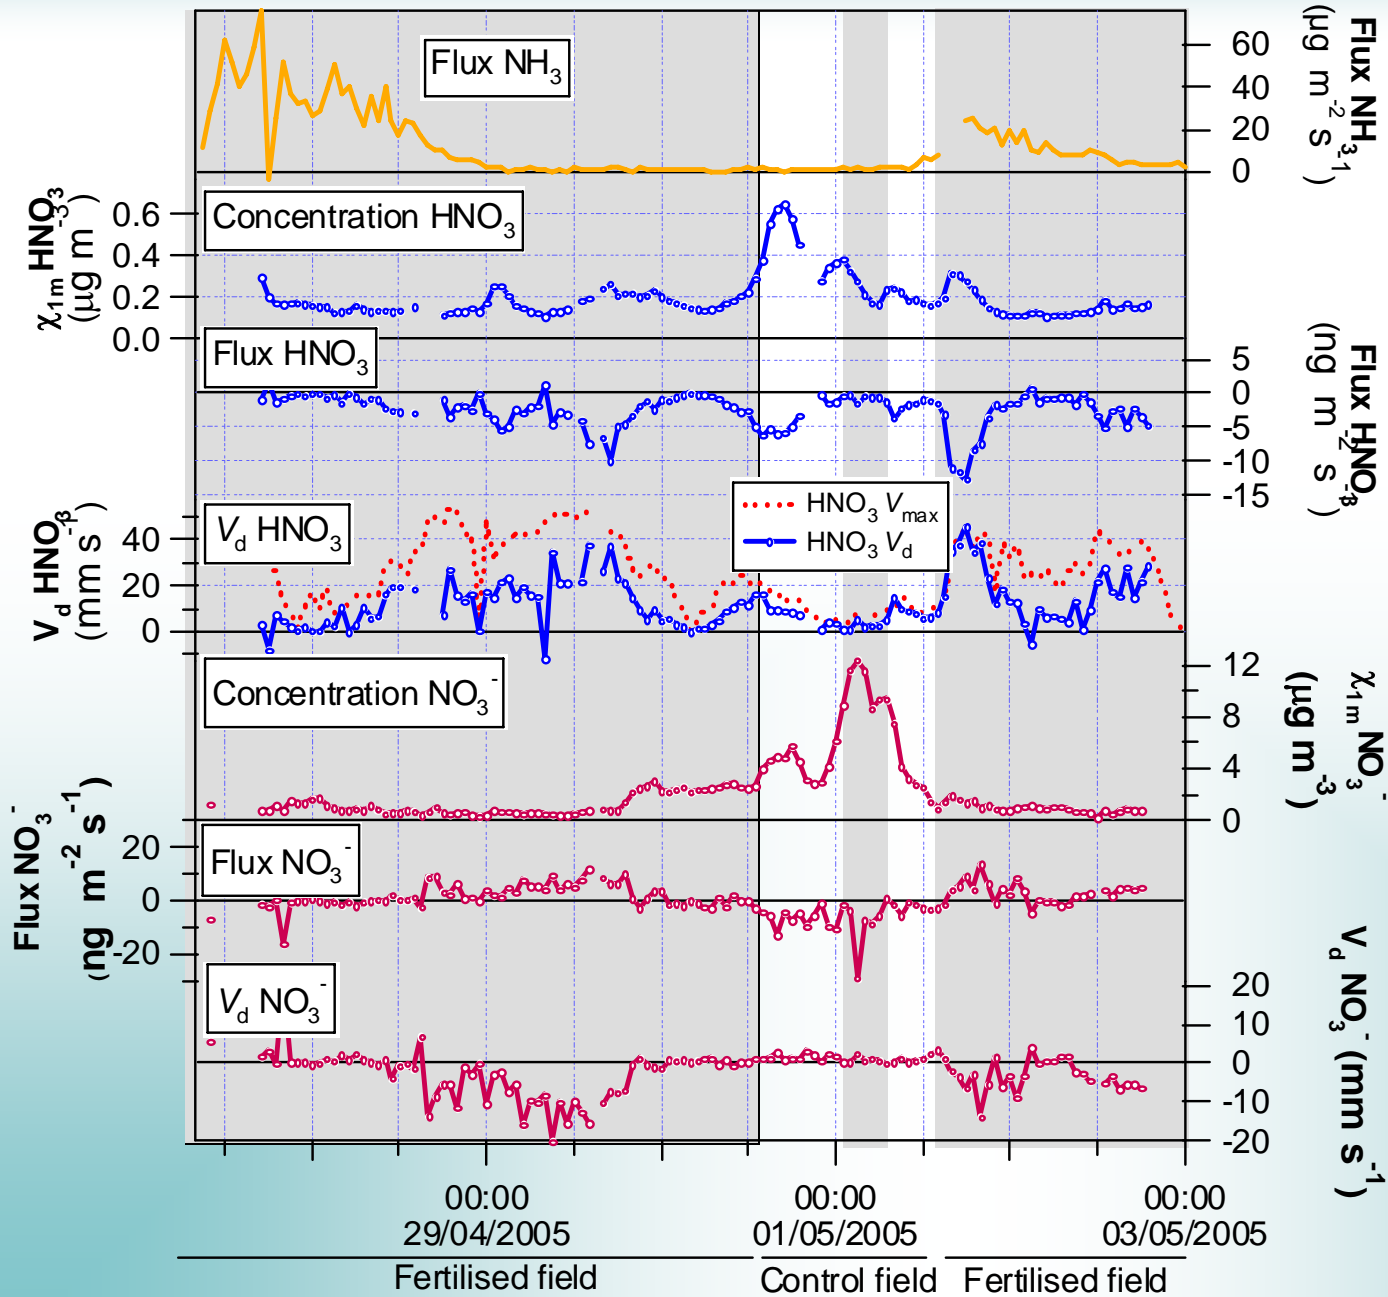 Flux NH₃
Flux NH₃ (µg m⁻² s⁻¹)
60
40
20
0
Concentration HNO₃
χ₁ₘ HNO₃ (µg m⁻³)
0.6
0.4
0.2
0.0
Flux HNO₃
Flux HNO₃ (ng m⁻² s⁻¹)
5
0
-5
-10
-15
HNO₃ Vmax
HNO₃ Vd
Vd HNO₃
Vd HNO₃ (mm s⁻¹)
40
20
0
Concentration NO₃⁻
χ₁ₘ NO₃⁻ (µg m⁻³)
12
8
4
0
Flux NO₃⁻
Flux NO₃⁻ (ng m⁻² s⁻¹)
20
0
-20
Vd NO₃⁻
Vd NO₃⁻ (mm s⁻¹)
20
10
0
-10
-20
00:00 00:00 00:00
29/04/2005 01/05/2005 03/05/2005
Fertilised field Control field Fertilised field